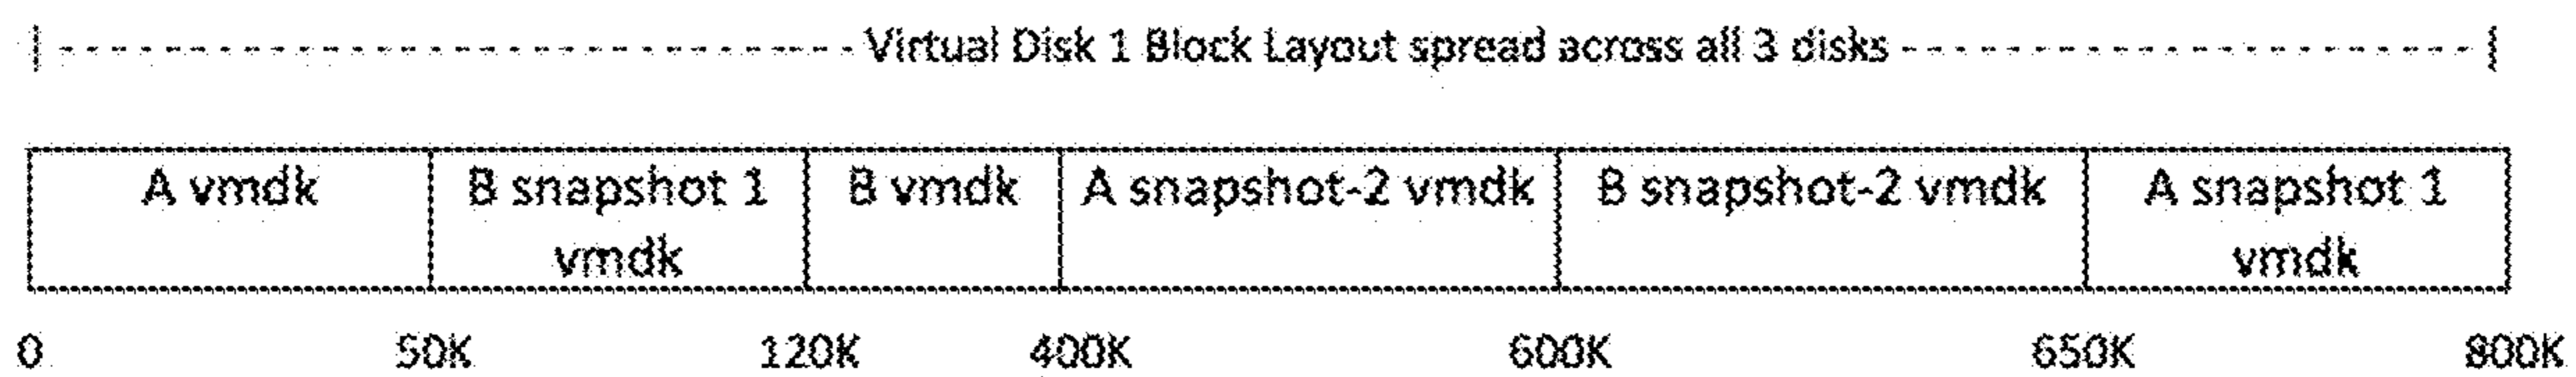 Virtual Disk 1 Block Layout spread across all 3 disks
A vmdk B snapshot 1 B vmdk A snapshot-2 vmdk B snapshot-2 vmdk A snapshot 1
vmdk vmdk
0 50K 120K 400K 600K 650K 800K